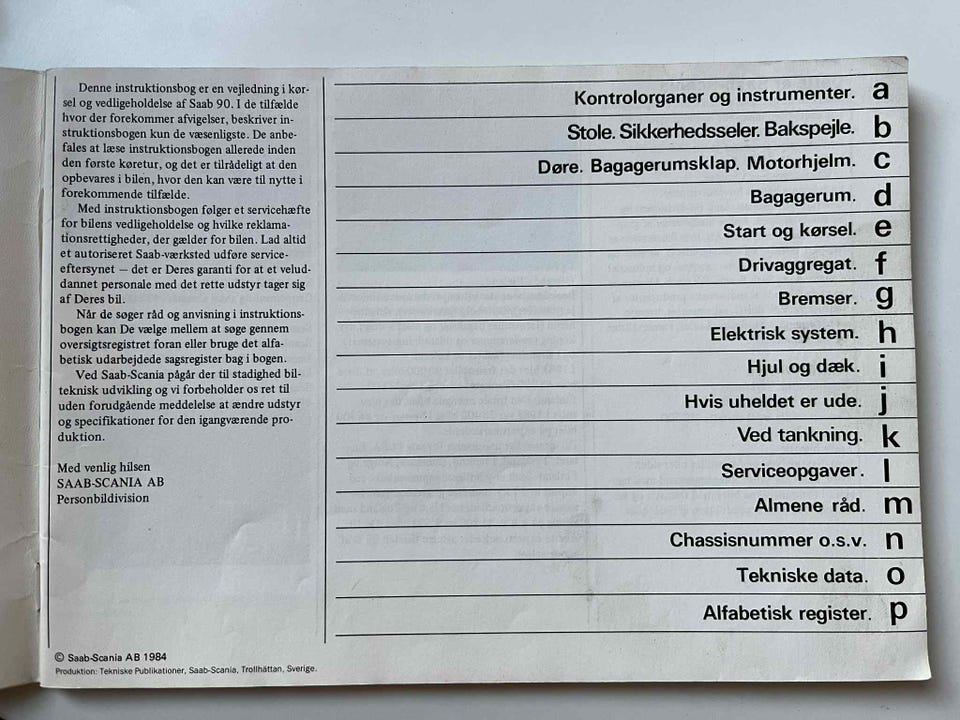 Denne instruktionsbog er en vejledning i kør-
sel og vedligeholdelse af Saab 90. I de tilfælde
hvor der forekommer afvigelser, beskriver in-
struktionsbogen kun de væsenligste. De anbe-
fales at læse instruktionsbogen allerede inden
den første køretur, og det er tilrådeligt at den
opbevares i bilen, hvor den kan være til nytte i
forekommende tilfælde.
Med instruktionsbogen følger et servicehæfte
for bilens vedligeholdelse og hvilke reklama-
tionsrettigheder, der gælder for bilen. Lad altid
et autoriseret Saab-værksted udføre service-
eftersynet — det er Deres garanti for at et velud-
dannet personale med det rette udstyr tager sig
af Deres bil.
Når de søger råd og anvisning i instruktions-
bogen kan De vælge mellem at søge gennem
oversigtsregistret foran eller bruge det alfa-
betisk udarbejdede sagsregister bag i bogen.
Ved Saab-Scania pågår der til stadighed bil-
teknisk udvikling og vi forbeholder os ret til
uden forudgående meddelelse at ændre udstyr
og specifikationer for den igangværende pro-
duktion.
Med venlig hilsen
SAAB-SCANIA AB
Personbildivision
© Saab-Scania AB 1984
Produktion: Tekniske Publikationer, Saab-Scania, Trollhättan, Sverige.
Kontrolorganer og instrumenter. a
Stole. Sikkerhedsseler. Bakspejle. b
Døre. Bagagerumsklap. Motorhjelm. c
Bagagerum. d
Start og kørsel. e
Drivaggregat. f
Bremser. g
Elektrisk system. h
Hjul og dæk. i
Hvis uheldet er ude. j
Ved tankning. k
Serviceopgaver. l
Almene råd. m
Chassisnummer o.s.v. n
Tekniske data. o
Alfabetisk register. p